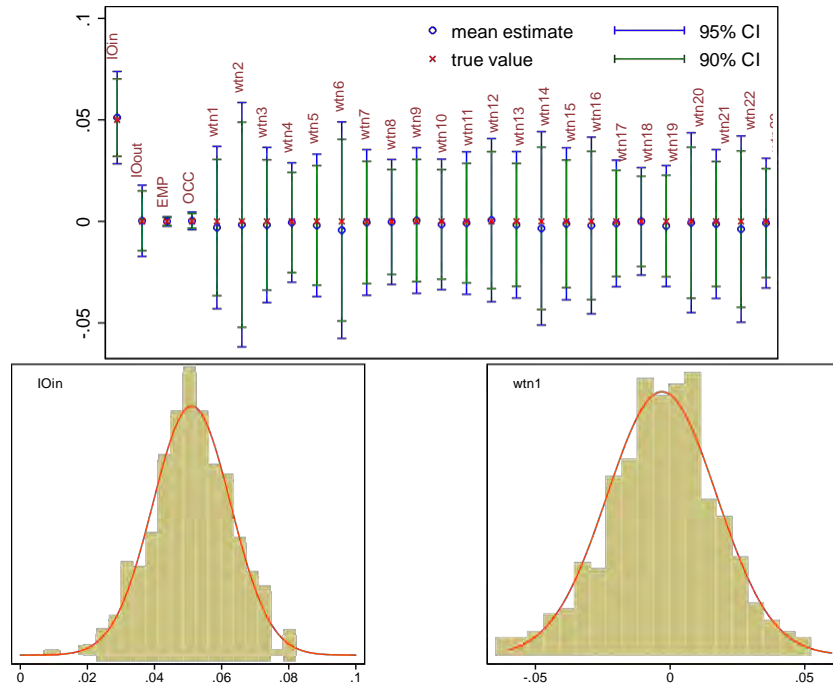 .1
.05
0
-.05
mean estimate
true value
95% CI
90% CI
IOin
IOout
EMP
OCC
wtn1
wtn2
wtn3
wtn4
wtn5
wtn6
wtn7
wtn8
wtn9
wtn10
wtn11
wtn12
wtn13
wtn14
wtn15
wtn16
wtn17
wtn18
wtn19
wtn20
wtn21
wtn22
IOin
0 .02 .04 .06 .08 .1
wtn1
-.05 0 .05